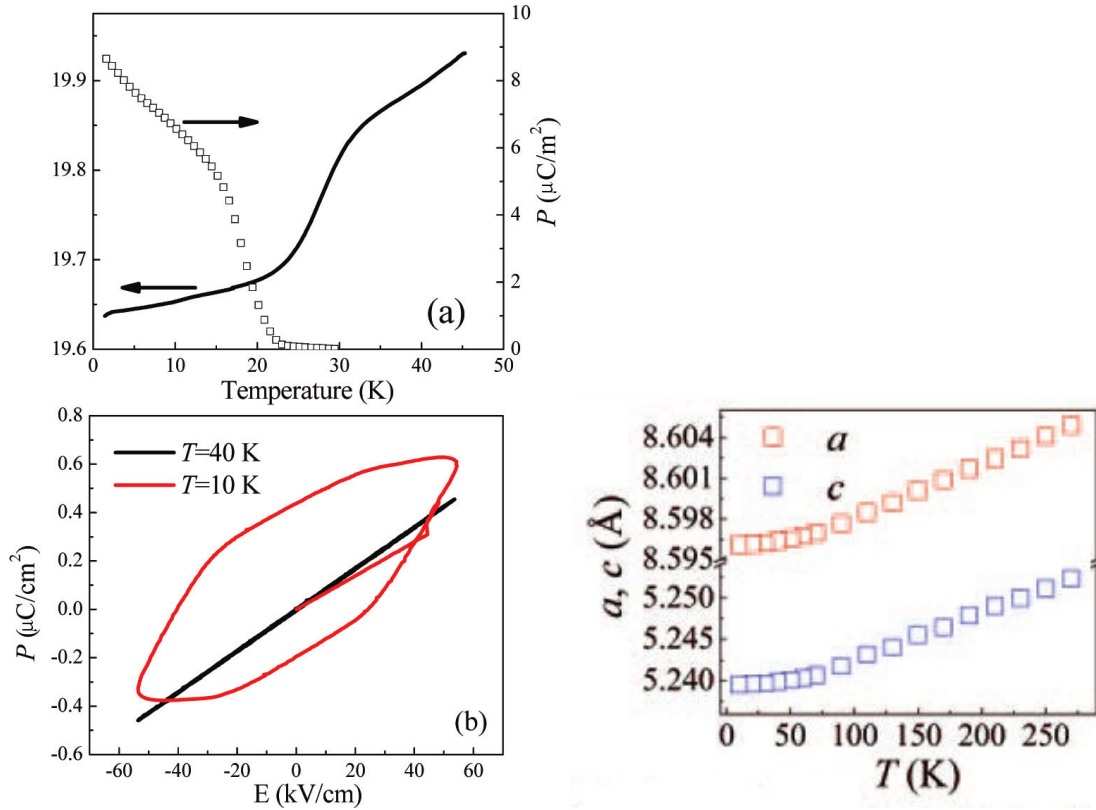 10
8
6
4
2
0
P (μC/m²)
19.9
19.8
19.7
19.6
(a)
0 10 20 30 40 50
Temperature (K)
0.8
0.6
0.4
0.2
0.0
-0.2
-0.4
-0.6
P (μC/cm²)
T=40 K
T=10 K
(b)
-60 -40 -20 0 20 40 60
E (kV/cm)
8.604
8.601
8.598
8.595
5.250
5.245
5.240
a, c (Å)
a
c
0 50 100 150 200 250
T (K)